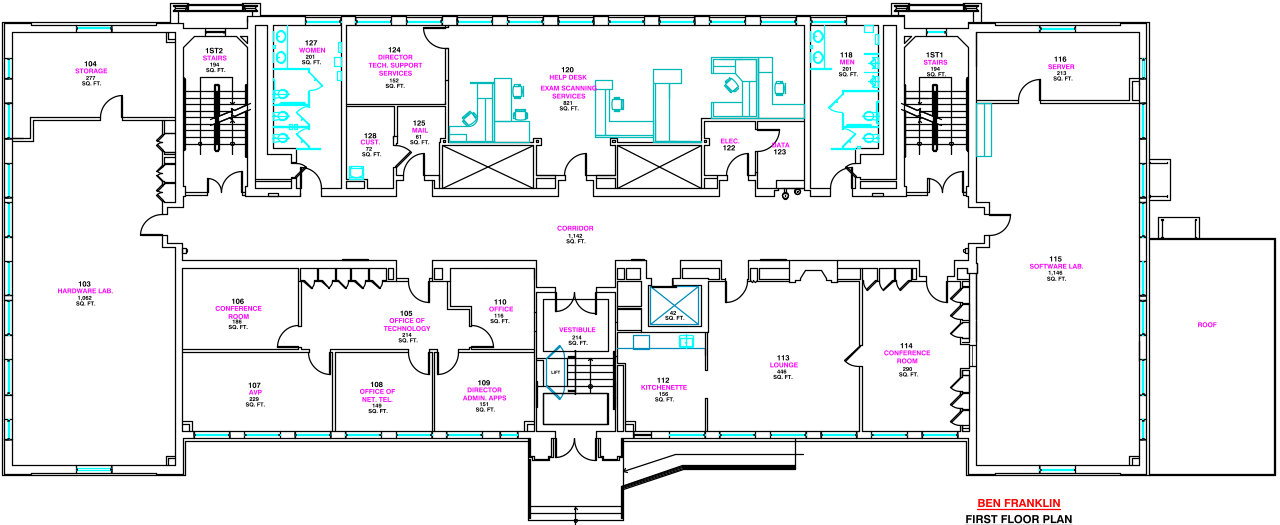 104
STORAGE
277
SQ. FT.
1ST2
STAIRS
194
SQ. FT.
127
WOMEN
201
SQ. FT.
124
DIRECTOR
TECH. SUPPORT
SERVICES
152
SQ. FT.
120
HELP DESK
EXAM SCANNING
SERVICES
821
SQ. FT.
118
MEN
201
SQ. FT.
1ST1
STAIRS
194
SQ. FT.
116
SERVER
213
SQ. FT.
128
CUST.
72
SQ. FT.
125
MAIL
61
SQ. FT.
ELEC.
122
DATA
123
CORRIDOR
1,142
SQ. FT.
103
HARDWARE LAB.
1,062
SQ. FT.
115
SOFTWARE LAB.
1,146
SQ. FT.
106
CONFERENCE
ROOM
186
SQ. FT.
105
OFFICE OF
TECHNOLOGY
214
SQ. FT.
110
OFFICE
116
SQ. FT.
VESTIBULE
214
SQ. FT.
42
SQ. FT.
ROOF
LIFT
107
AVP
229
SQ. FT.
108
OFFICE OF
NET. TEL.
149
SQ. FT.
109
DIRECTOR
ADMIN. APPS
151
SQ. FT.
112
KITCHENETTE
156
SQ. FT.
113
LOUNGE
446
SQ. FT.
114
CONFERENCE
ROOM
290
SQ. FT.
BEN FRANKLIN
FIRST FLOOR PLAN